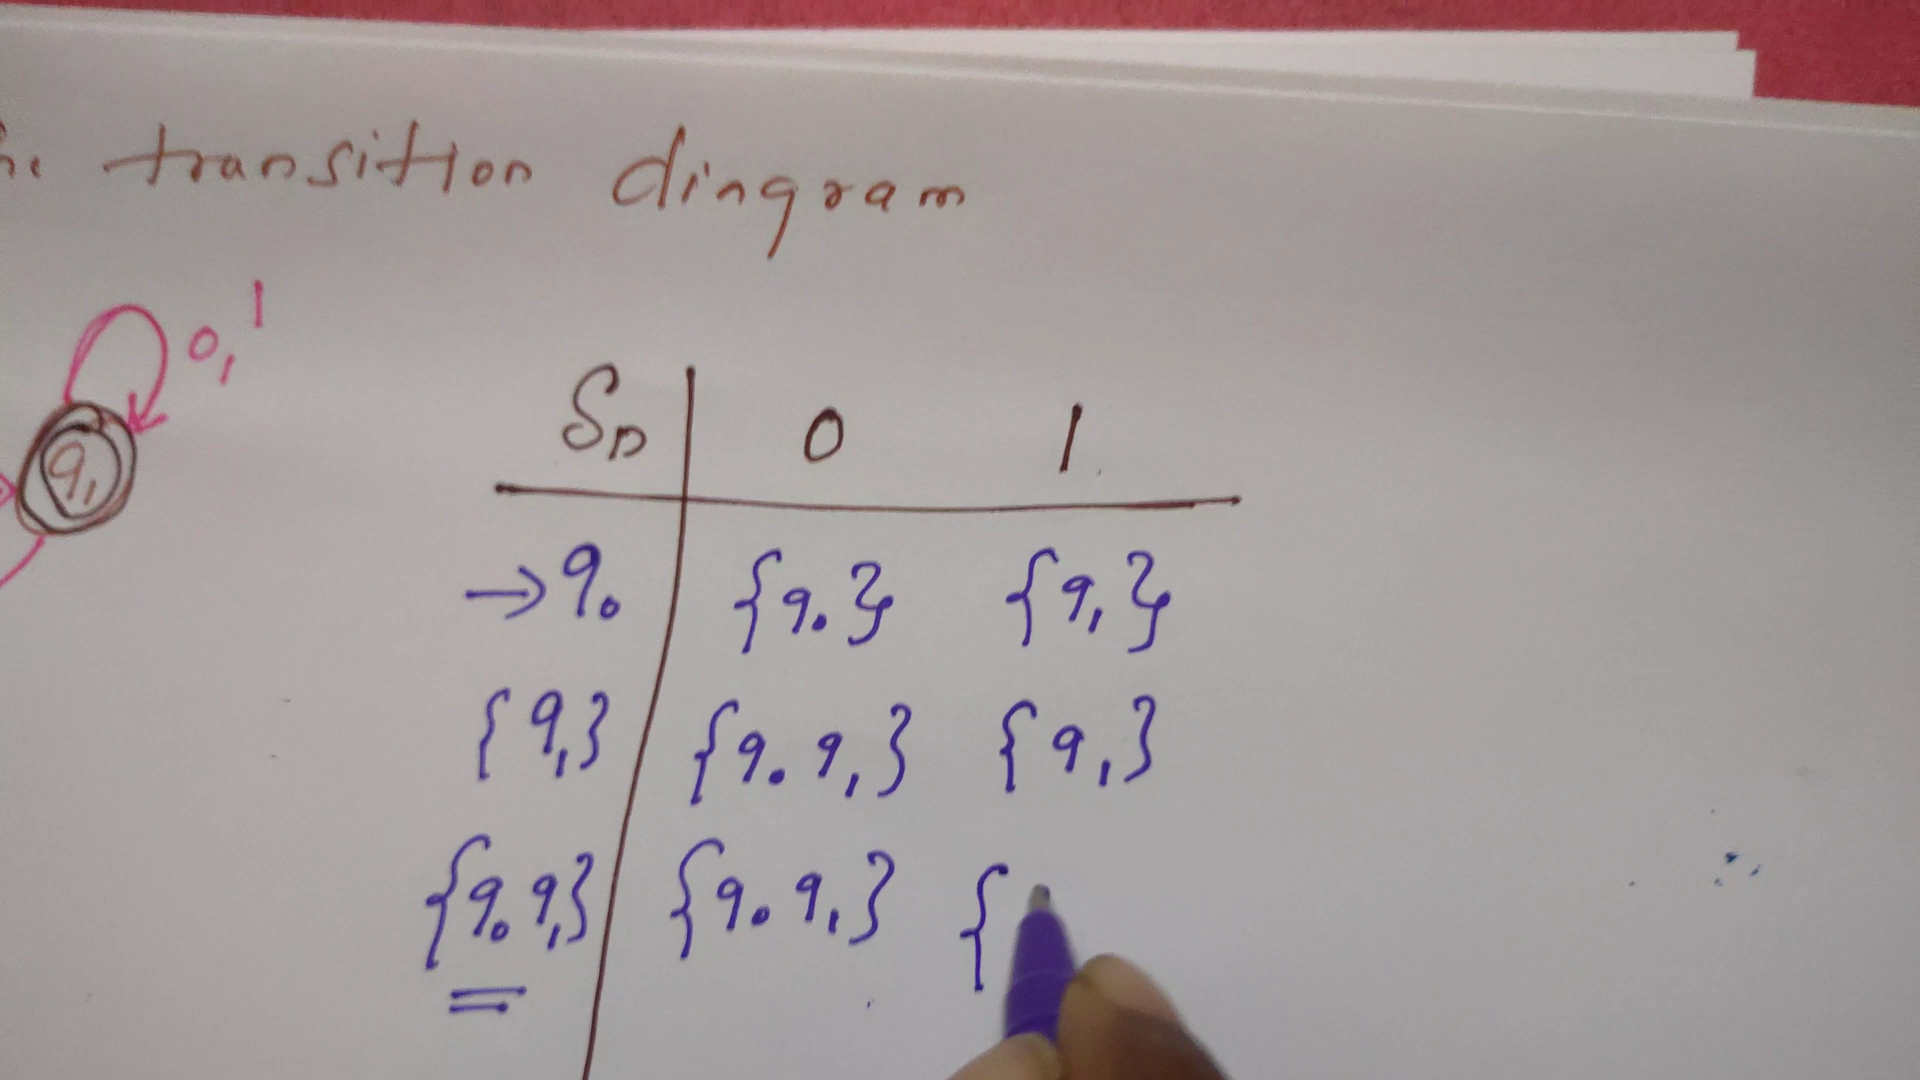 transition diagram
0,1
q1
δD 0 1
→q0 {q0} {q1}
{q1} {q0 q1} {q1}
{q0 q1} {q0 q1} {